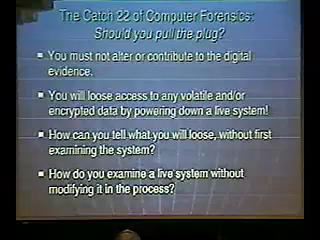 The Catch 22 of Computer Forensics:
Should you pull the plug?
■ You must not alter or contribute to the digital
evidence.
■ You will loose access to any volatile and/or
encrypted data by powering down a live system!
■ How can you tell what you will loose, without first
examining the system?
■ How do you examine a live system without
modifying it in the process?